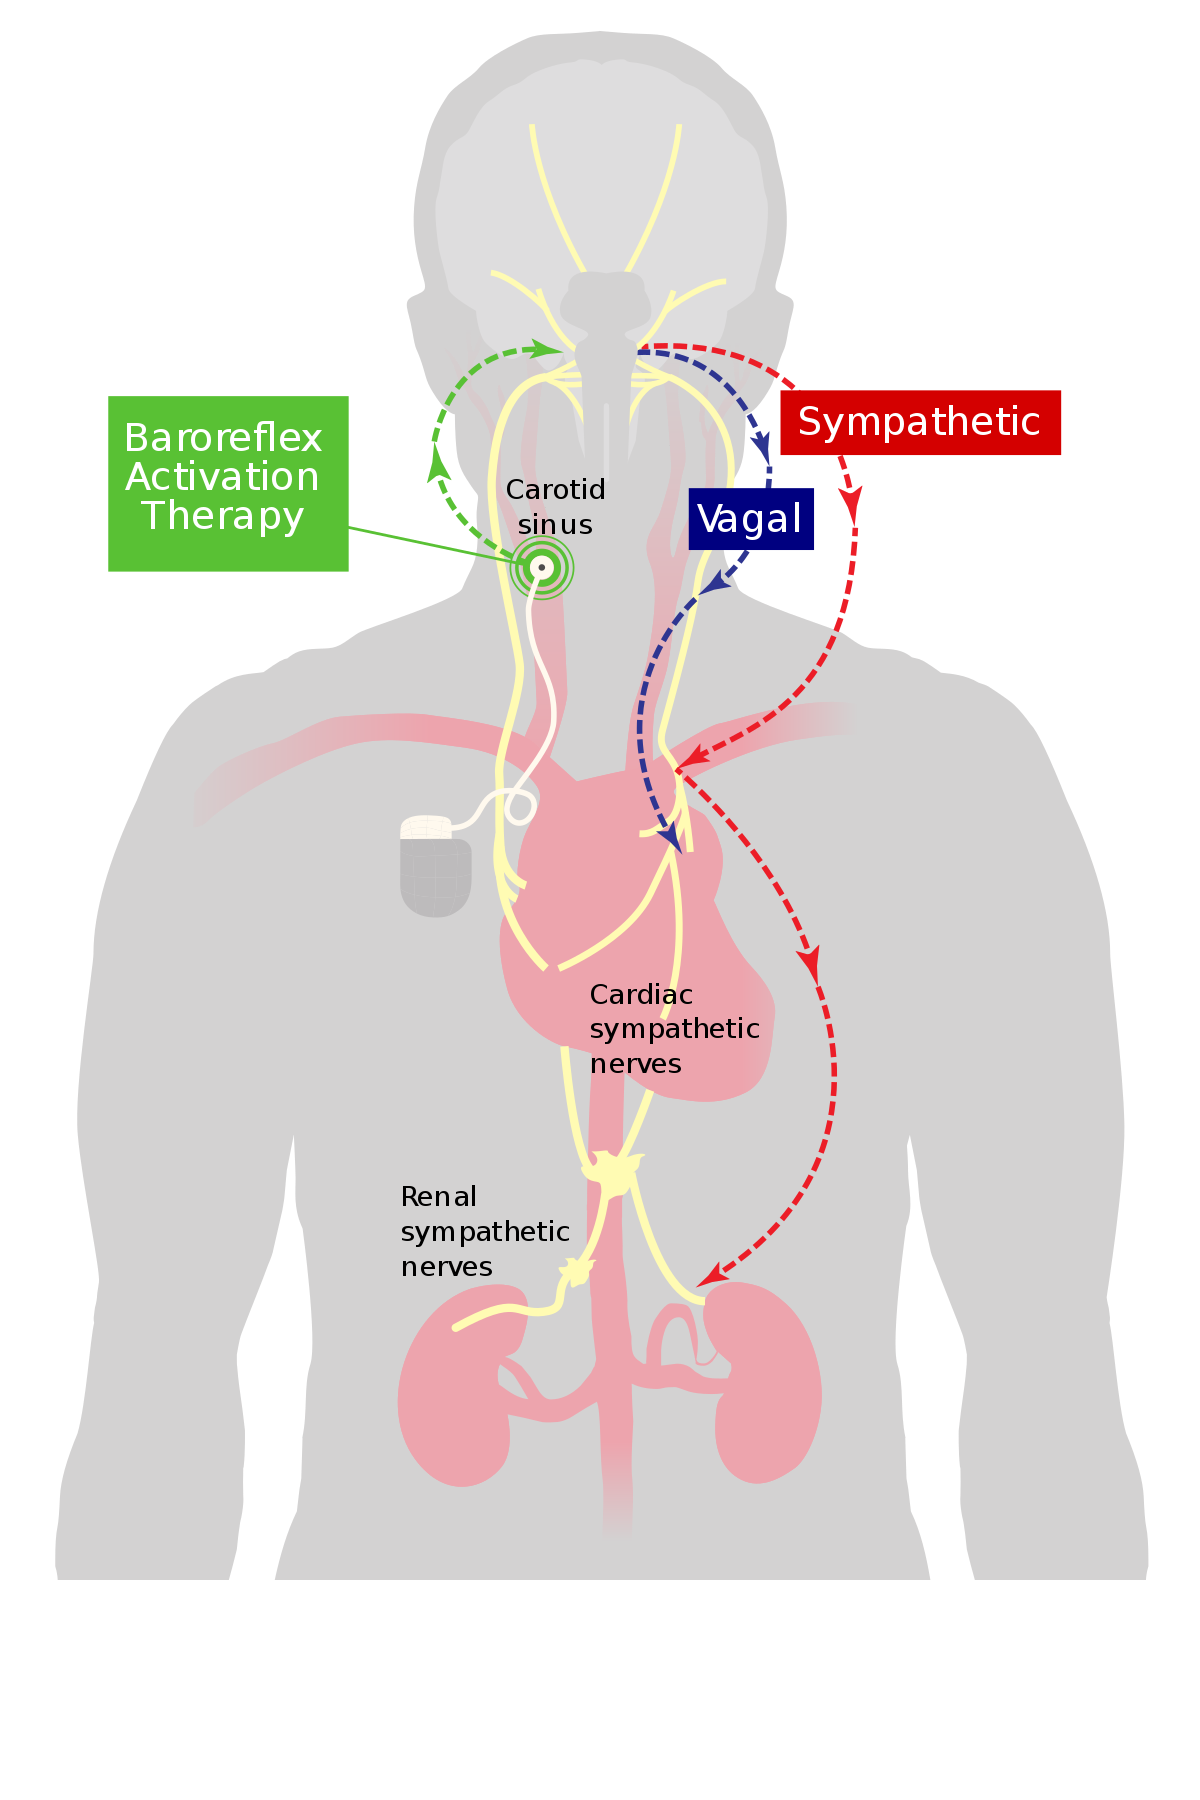 Baroreflex
Activation
Therapy
Sympathetic
Carotid
sinus
Vagal
Cardiac
sympathetic
nerves
Renal
sympathetic
nerves